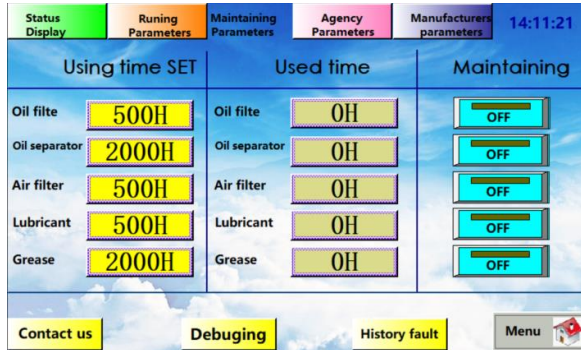 Status Display
Runing Parameters
Maintaining Parameters
Agency Parameters
Manufacturers parameters
14:11:21
Using time SET
Used time
Maintaining
Oil filte 500H Oil filte 0H OFF
Oil separator 2000H Oil separator 0H OFF
Air filter 500H Air filter 0H OFF
Lubricant 500H Lubricant 0H OFF
Grease 2000H Grease 0H OFF
Contact us
Debuging
History fault
Menu